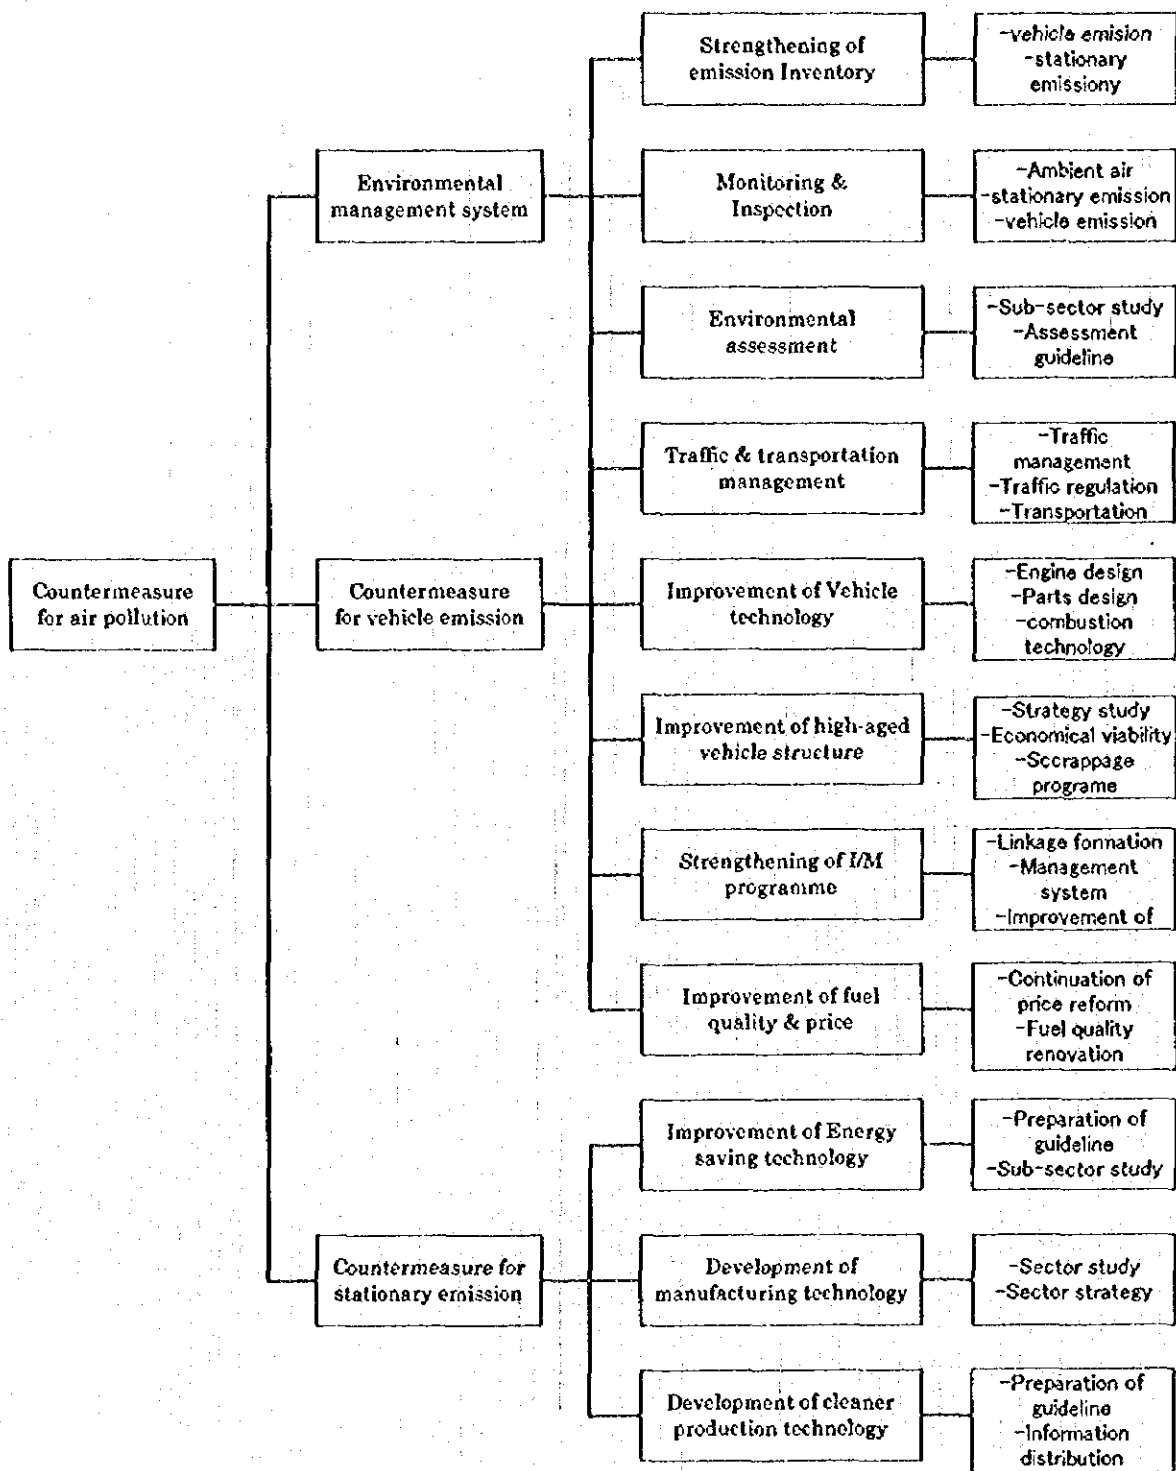 Countermeasure
for air pollution
Environmental
management system
Countermeasure
for vehicle emission
Countermeasure for
stationary emission
Strengthening of
emission Inventory
-vehicle emision
-stationary
emissiony
Monitoring &
Inspection
-Ambient air
-stationary emission
-vehicle emission
Environmental
assessment
-Sub-sector study
-Assessment
guideline
Traffic & transportation
management
-Traffic
management
-Traffic regulation
-Transportation
Improvement of Vehicle
technology
-Engine design
-Parts design
-combustion
technology
Improvement of high-aged
vehicle structure
-Strategy study
-Economical viability
-Sccrappage
programe
Strengthening of I/M
programme
-Linkage formation
-Management
system
-Improvement of
Improvement of fuel
quality & price
-Continuation of
price reform
-Fuel quality
renovation
Improvement of Energy
saving technology
-Preparation of
guideline
-Sub-sector study
Development of
manufacturing technology
-Sector study
-Sector strategy
Development of cleaner
production technology
-Preparation of
guideline
-Information
distribution